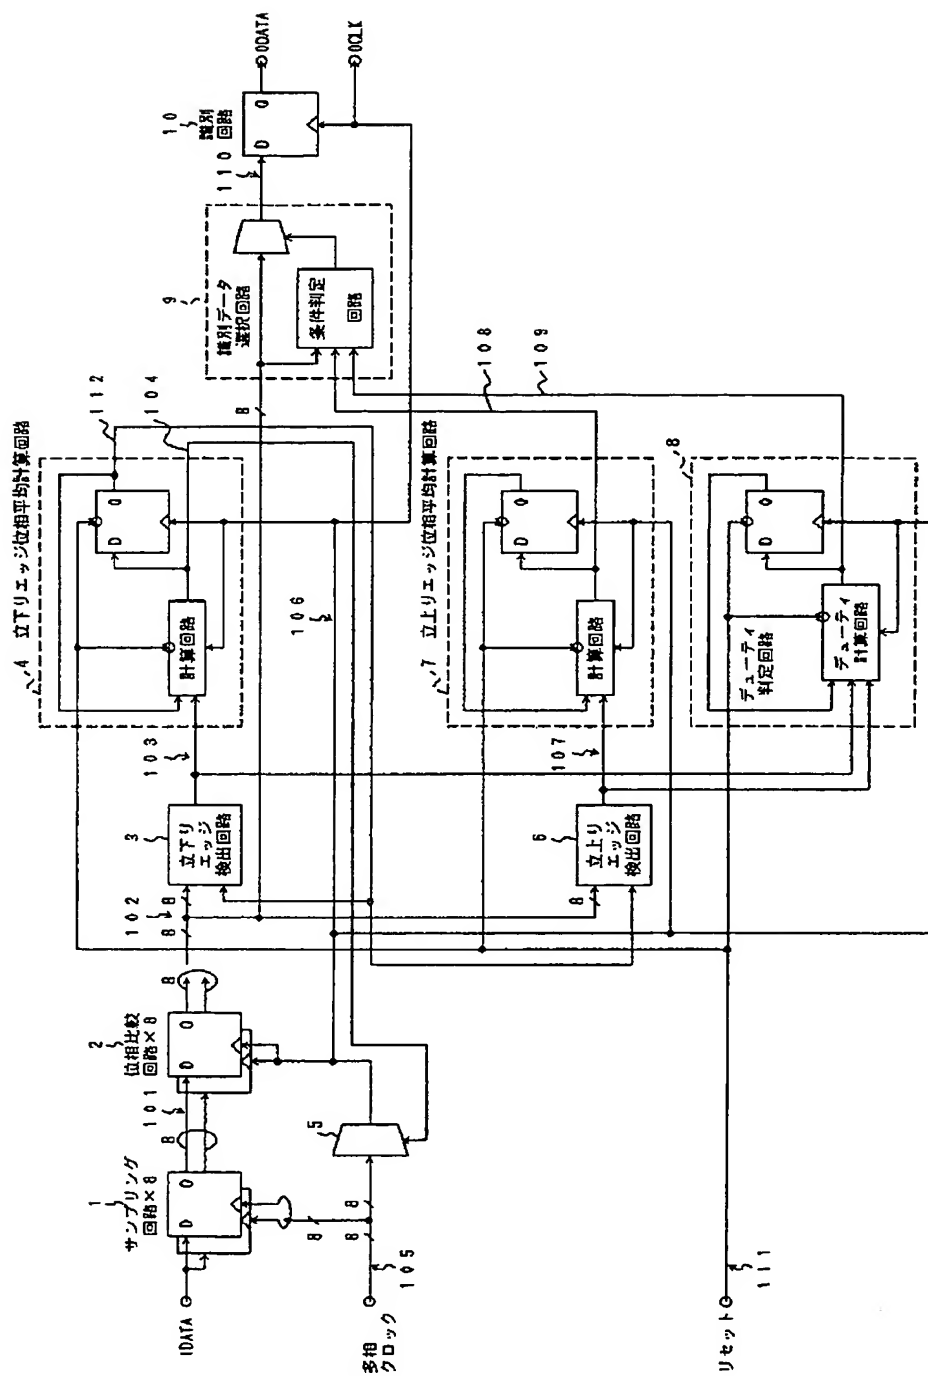 IDATA
1
サンプリング
回路×8
D
O
8
101
2
位相比較
回路×8
D
O
8
8
102
8
3
立下り
エッジ
検出回路
103
4 立下りエッジ位相平均計算回路
計算回路
D
O
112
104
106
8
9
識別データ
選択回路
条件判定
回路
110
10
識別
回路
D
O
ODATA
OCLK
多相
クロック
105
8
8
8
5
8
6
立上り
エッジ
検出回路
107
7 立上りエッジ位相平均計算回路
計算回路
D
O
108
109
リセット
111
デューティ
判定回路
デューティ
計算回路
D
O
8